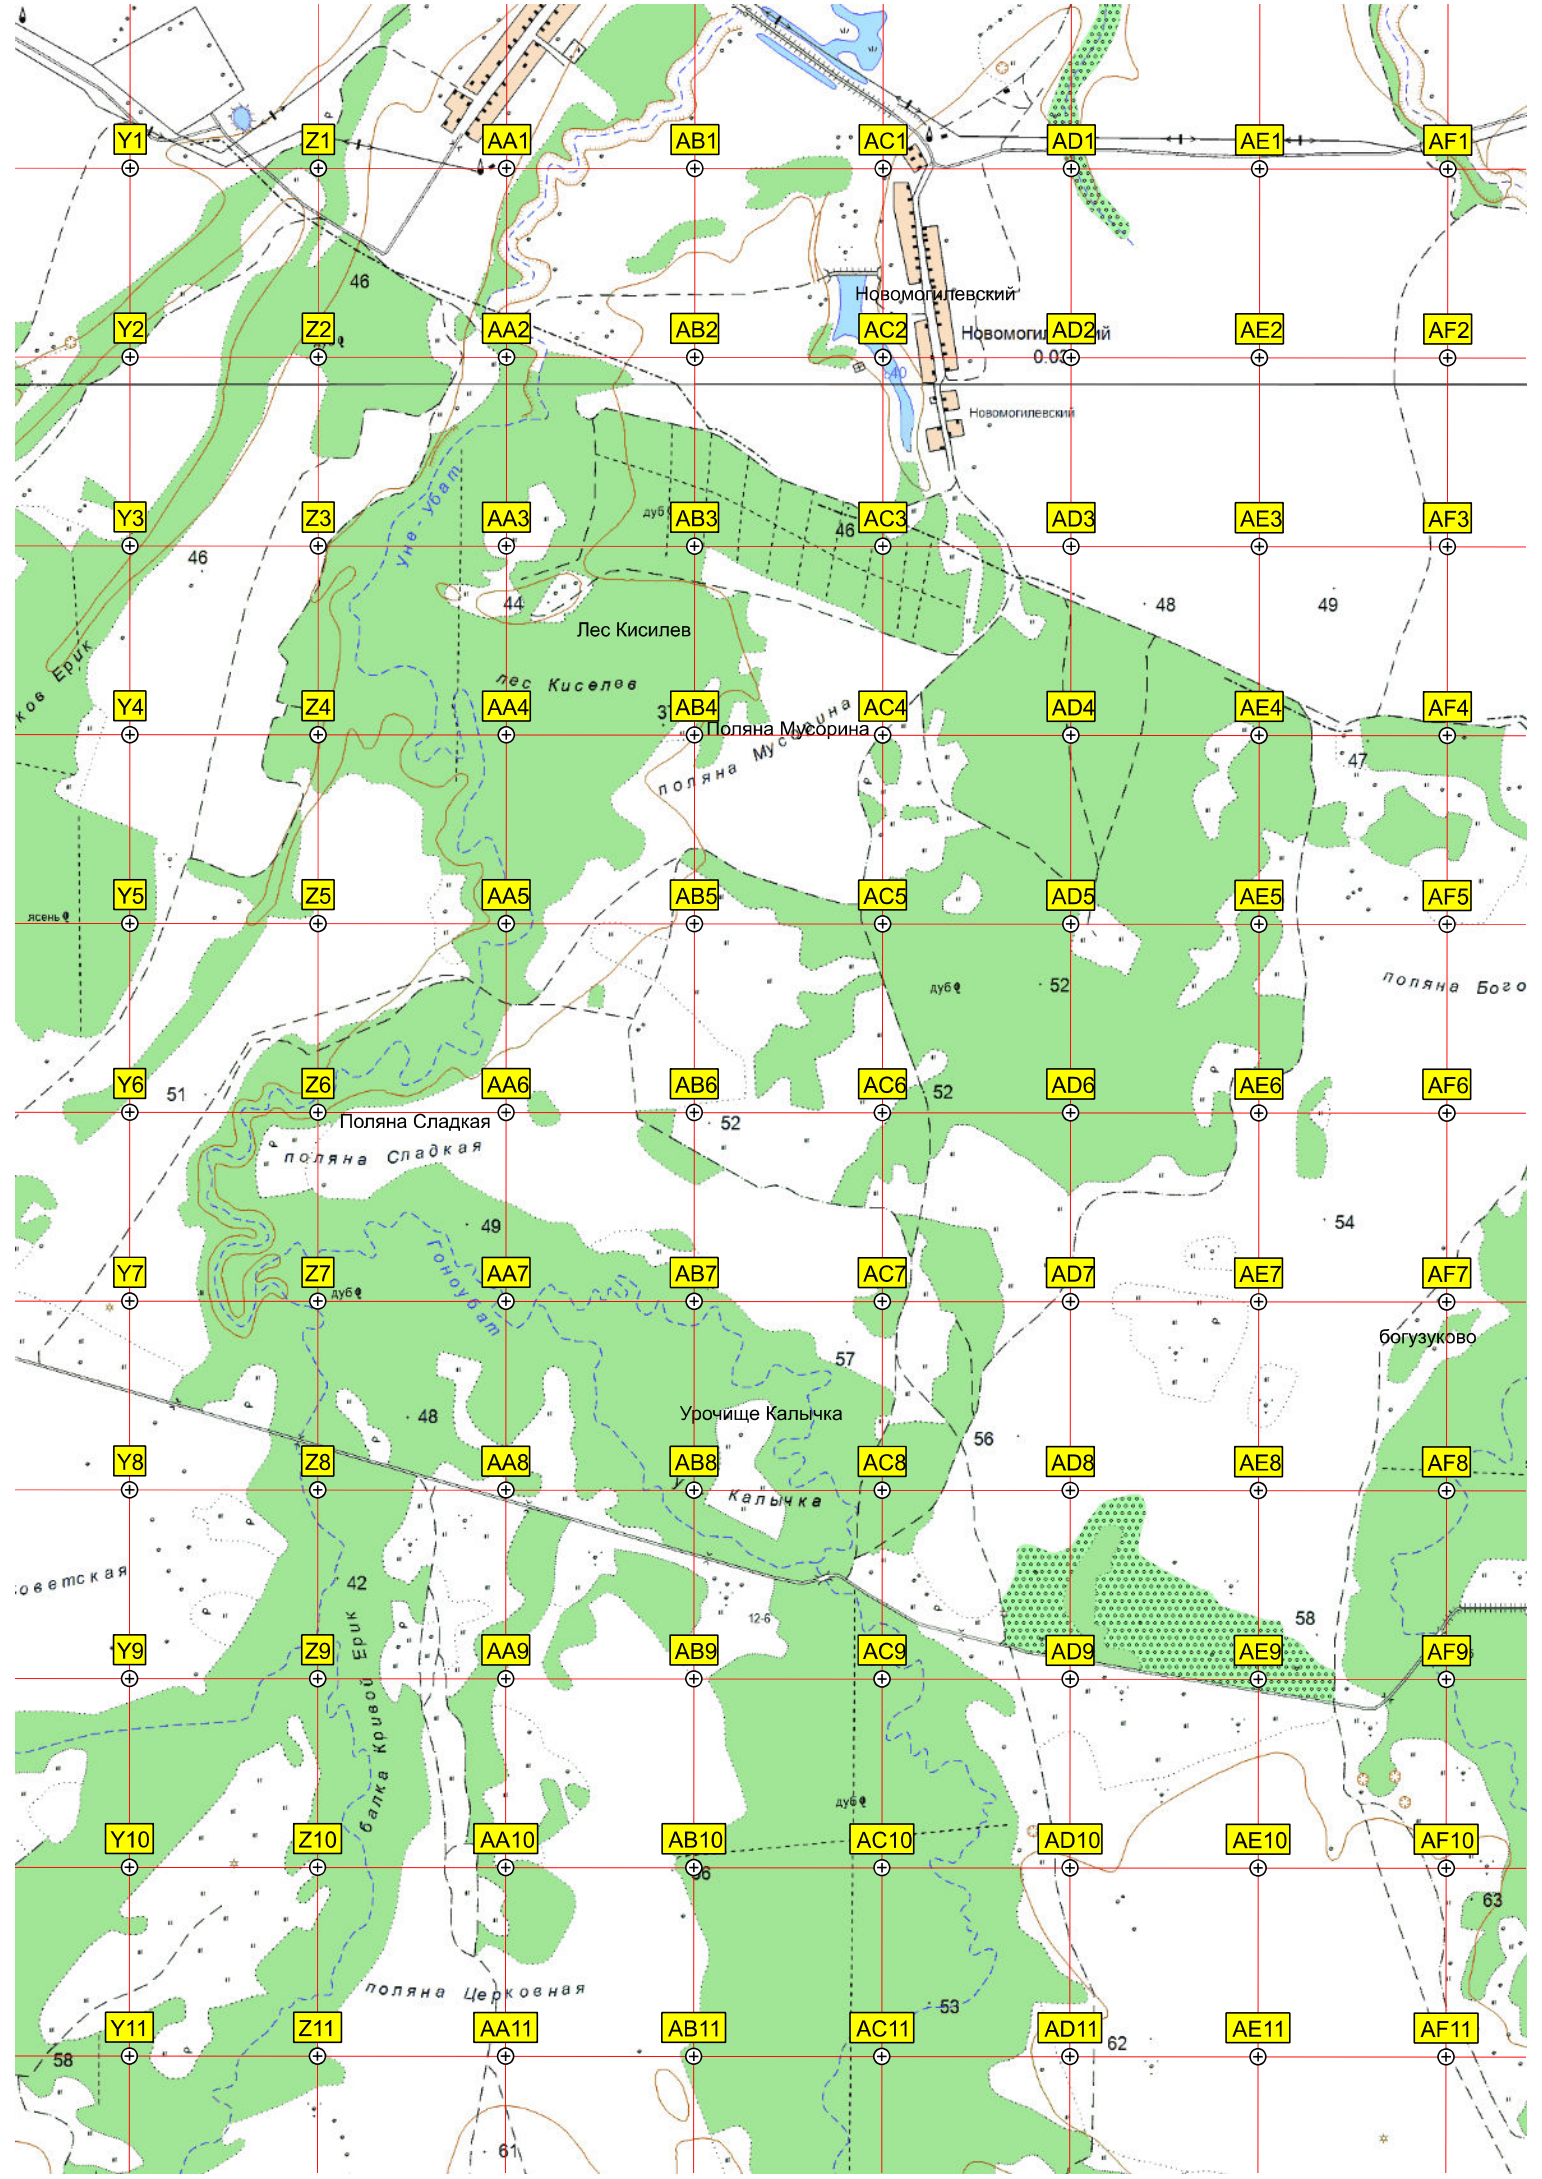 Y1 Z1 AA1 AB1 AC1 AD1 AE1 AF1
46
Новомогилевский
Y2 Z2 AA2 AB2 AC2 AD2 AE2 AF2
40
Новомогилевский
Уне-убат
дуб
Y3 Z3 AA3 AB3 AC3 AD3 AE3 AF3
46
46
44
48
49
Лес Кисилев
ков Ерик
лес Киселев
Y4 Z4 AA4 AB4 AC4 AD4 AE4 AF4
Поляна Мусорина
поляна Мусорина
47
Y5 Z5 AA5 AB5 AC5 AD5 AE5 AF5
ясень
дуб
52
поляна Бого
Y6 Z6 AA6 AB6 AC6 AD6 AE6 AF6
51
52
52
Поляна Сладкая
поляна Сладкая
49
54
Гоноубат
Y7 Z7 AA7 AB7 AC7 AD7 AE7 AF7
дуб
богузуково
57
48
Урочище Калычка
56
Y8 Z8 AA8 AB8 AC8 AD8 AE8 AF8
Калычка
оветская
42
12-6
58
балка Кривой Ерик
Y9 Z9 AA9 AB9 AC9 AD9 AE9 AF9
дуб
Y10 Z10 AA10 AB10 AC10 AD10 AE10 AF10
63
поляна Церковная
53
Y11 Z11 AA11 AB11 AC11 AD11 AE11 AF11
58
62
61